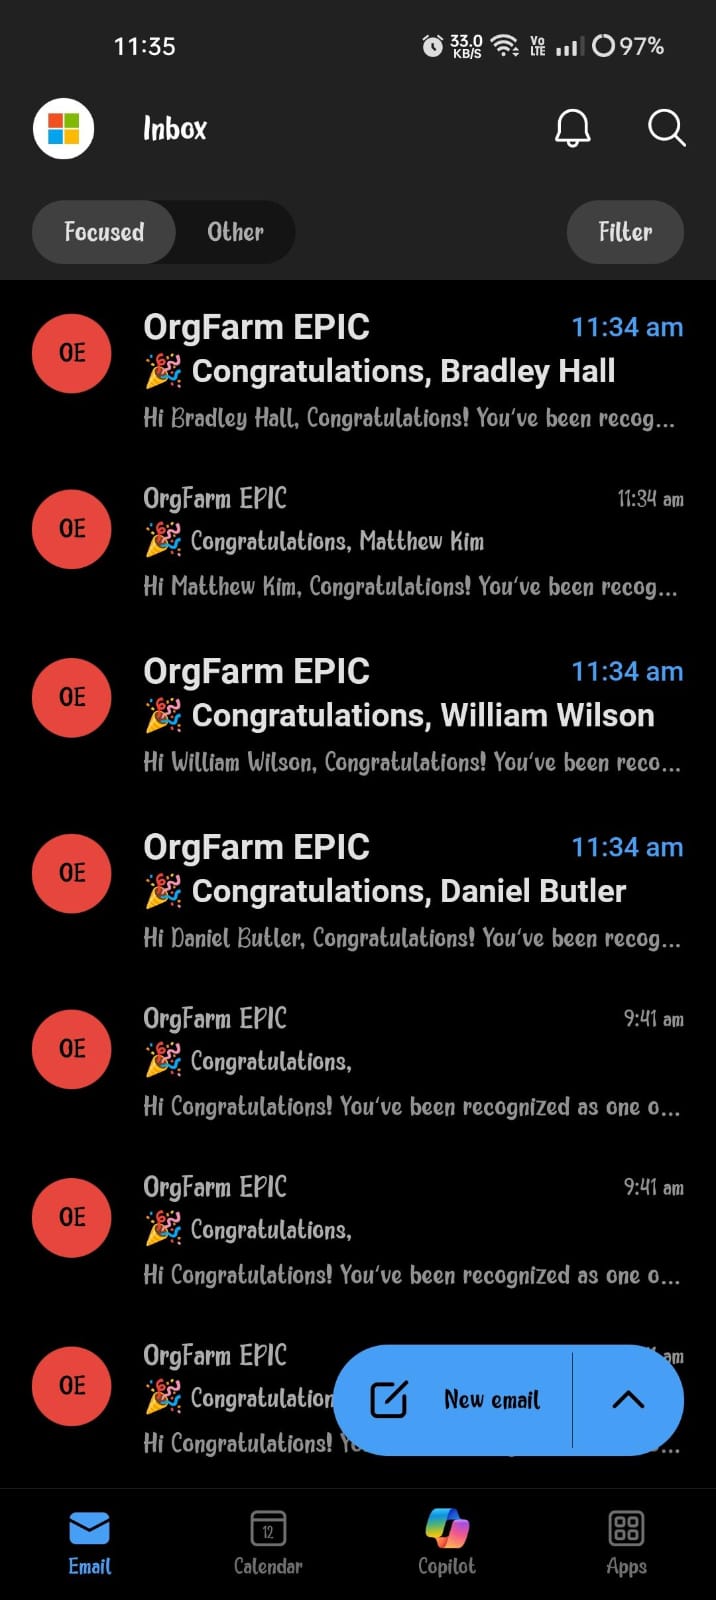 11:35
33.0 KB/S
Vo LTE
97%
Inbox
Focused
Other
Filter
OE
OrgFarm EPIC
11:34 am
🎉 Congratulations, Bradley Hall
Hi Bradley Hall, Congratulations! You've been recog...
OE
OrgFarm EPIC
11:34 am
🎉 Congratulations, Matthew Kim
Hi Matthew Kim, Congratulations! You've been recog...
OE
OrgFarm EPIC
11:34 am
🎉 Congratulations, William Wilson
Hi William Wilson, Congratulations! You've been reco...
OE
OrgFarm EPIC
11:34 am
🎉 Congratulations, Daniel Butler
Hi Daniel Butler, Congratulations! You've been recog...
OE
OrgFarm EPIC
9:41 am
🎉 Congratulations,
Hi Congratulations! You've been recognized as one o...
OE
OrgFarm EPIC
9:41 am
🎉 Congratulations,
Hi Congratulations! You've been recognized as one o...
OE
OrgFarm EPIC
am
🎉 Congratulation
Hi Congratulations!
New email
12
Email
Calendar
Copilot
Apps